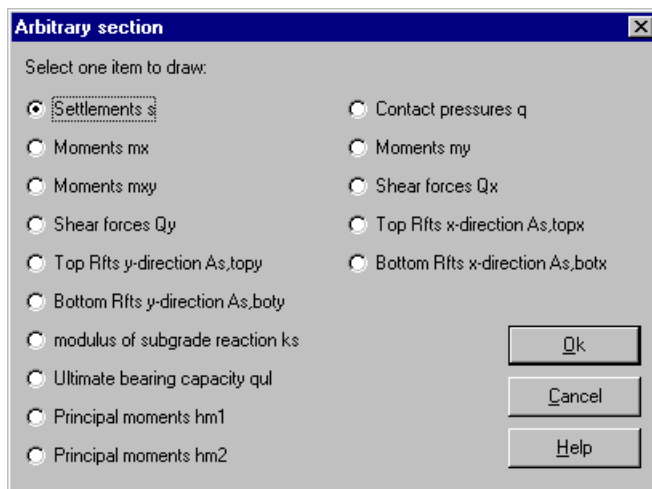 Arbitrary section
Select one item to draw:
Settlements s
Contact pressures q
Moments mx
Moments my
Moments mxy
Shear forces Qx
Shear forces Qy
Top Rfts x-direction As,topx
Top Rfts y-direction As,topy
Bottom Rfts x-direction As,botx
Bottom Rfts y-direction As,boty
modulus of subgrade reaction ks
Ultimate bearing capacity qul
Principal moments hm1
Principal moments hm2
Ok
Cancel
Help